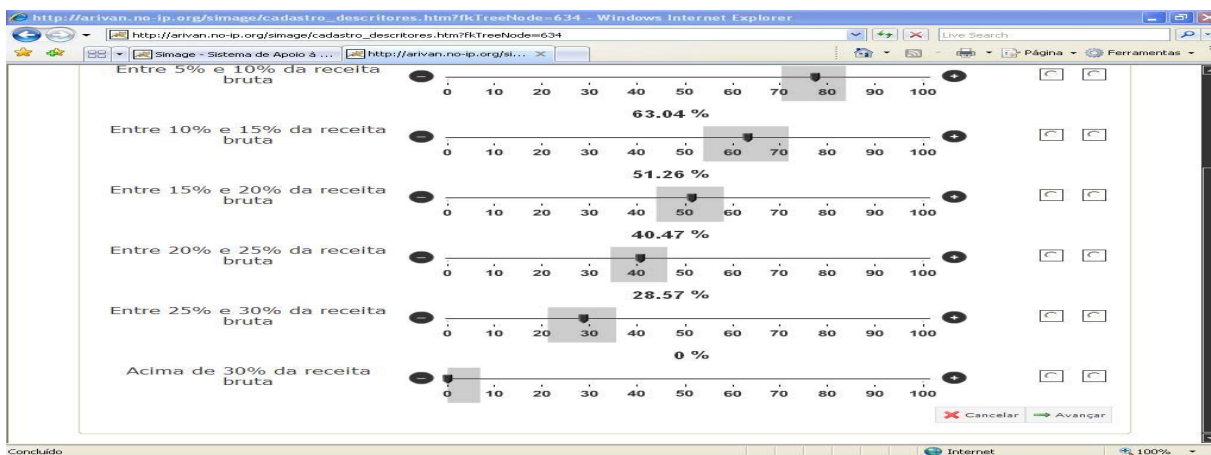 http://arivan.no-ip.org/simage/cadastro_descritores.htm?fkTreeNode=634 - Windows Internet Explorer
http://arivan.no-ip.org/simage/cadastro_descritores.htm?fkTreeNode=634 Live Search
Simage - Sistema de Apoio à ... http://arivan.no-ip.org/si... Página Ferramentas
Entre 5% e 10% da receita
bruta
0 10 20 30 40 50 60 70 80 90 100
63.04 %
Entre 10% e 15% da receita
bruta
0 10 20 30 40 50 60 70 80 90 100
51.26 %
Entre 15% e 20% da receita
bruta
0 10 20 30 40 50 60 70 80 90 100
40.47 %
Entre 20% e 25% da receita
bruta
0 10 20 30 40 50 60 70 80 90 100
28.57 %
Entre 25% e 30% da receita
bruta
0 10 20 30 40 50 60 70 80 90 100
0 %
Acima de 30% da receita
bruta
0 10 20 30 40 50 60 70 80 90 100
Cancelar Avançar
Concluído Internet 100%